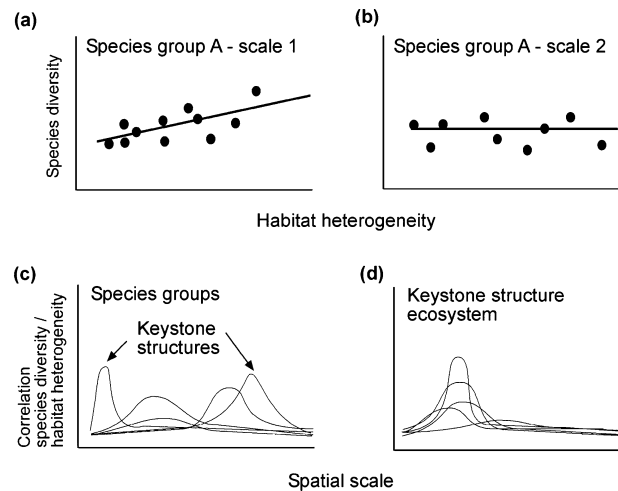 (a)
Species group A - scale 1
(b)
Species group A - scale 2
Species diversity
Habitat heterogeneity
(c)
Species groups
Keystone
structures
(d)
Keystone structure
ecosystem
Correlation
species diversity /
habitat heterogeneity
Spatial scale